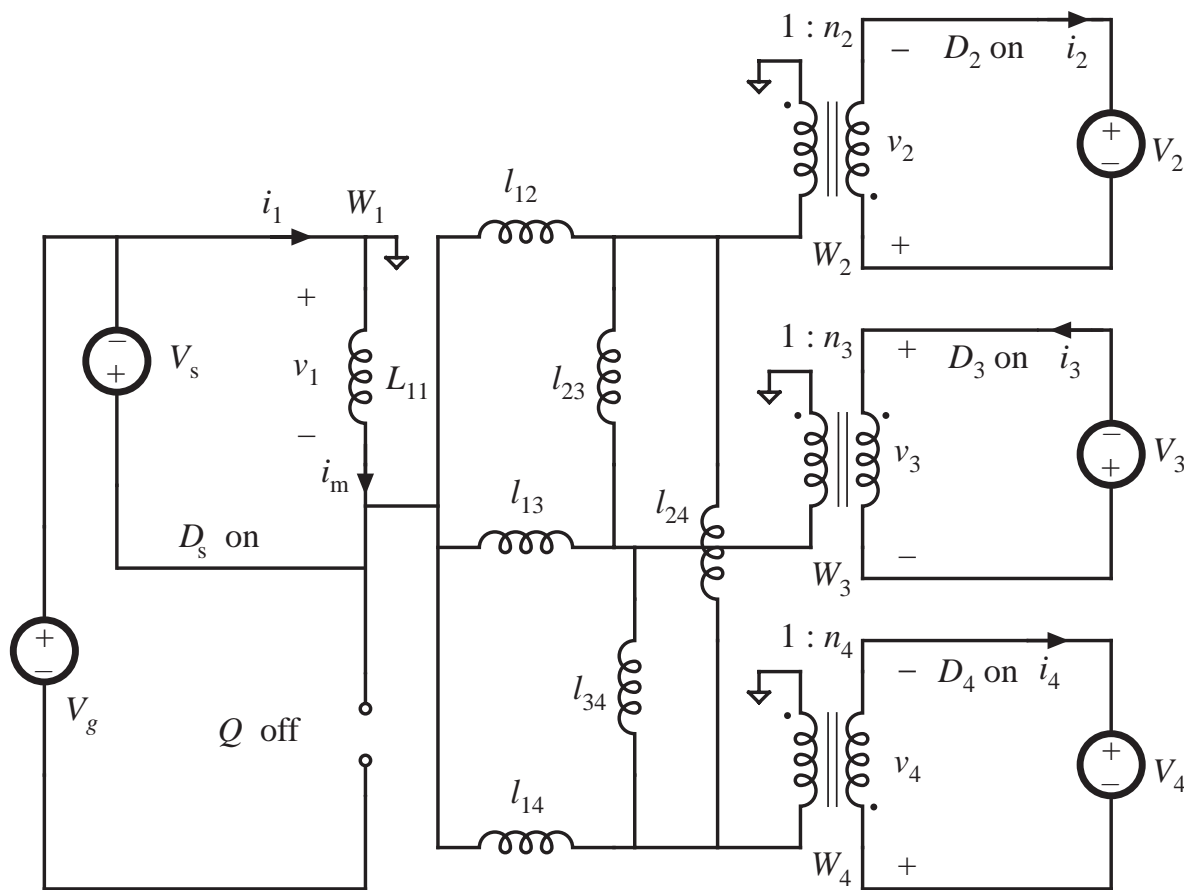 1 : n₂
−
D₂ on
i₂
v₂
+
−
V₂
W₂
+
i₁
W₁
l₁₂
+
−
+
Vₛ
v₁
L₁₁
−
iₘ
l₂₃
l₁₃
l₂₄
1 : n₃
+
D₃ on
i₃
v₃
−
+
V₃
W₃
−
Dₛ on
+
−
V_g
Q off
l₃₄
l₁₄
1 : n₄
−
D₄ on
i₄
v₄
+
−
V₄
W₄
+